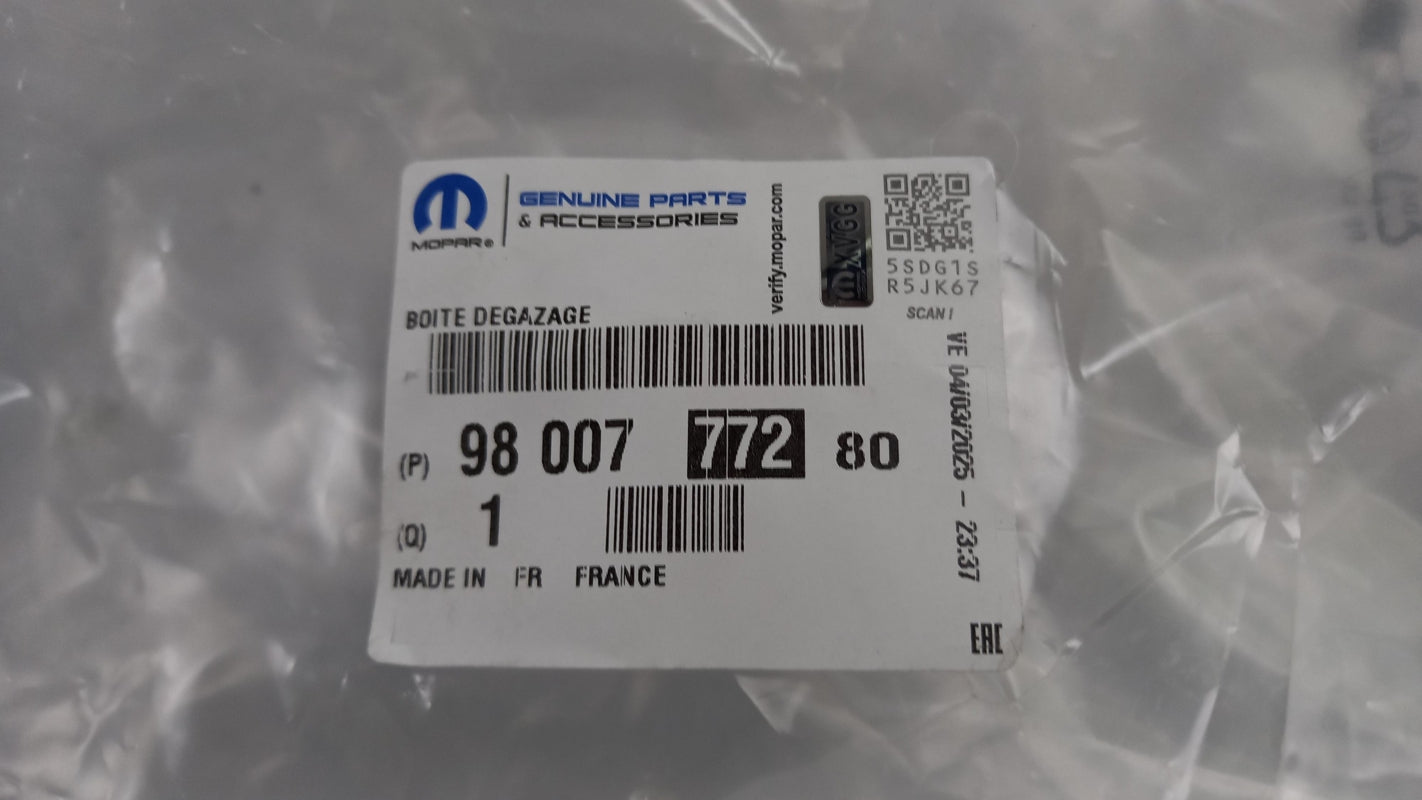 MOPAR®
GENUINE PARTS
& ACCESSORIES
verify.mopar.com
XVGG
5SDG1S
R5JK67
SCAN!
BOITE DEGAZAGE
(P) 98 007 772 80
(Q) 1
MADE IN FR FRANCE
VE 04/03/2025 - 23:37
EAC